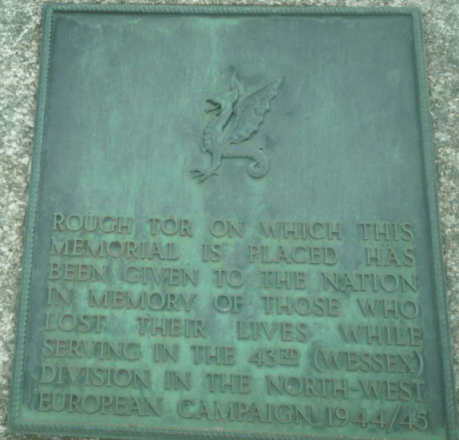 ROUGH TOR ON WHICH THIS
MEMORIAL IS PLACED HAS
BEEN GIVEN TO THE NATION
IN MEMORY OF THOSE WHO
LOST THEIR LIVES WHILE
SERVING IN THE 43RD (WESSEX)
DIVISION IN THE NORTH-WEST
EUROPEAN CAMPAIGN 1944/45